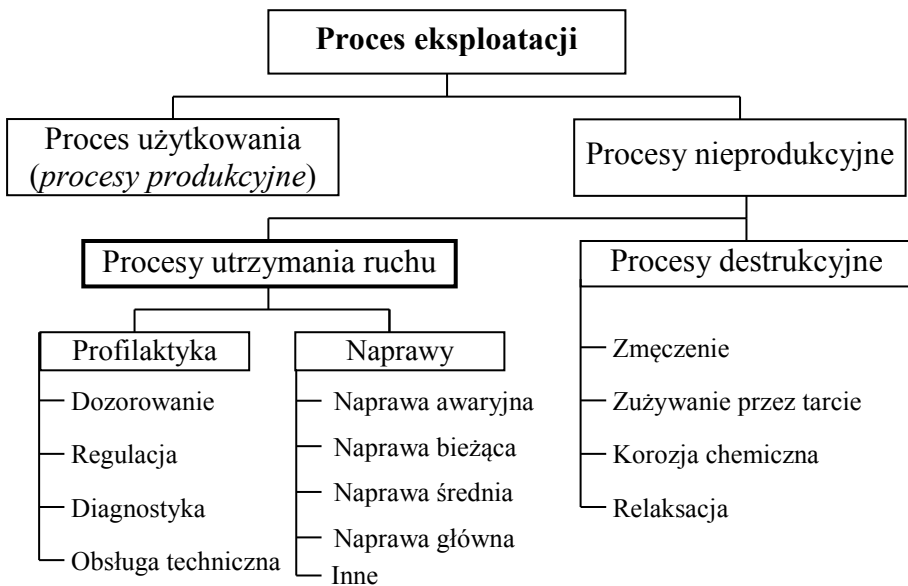 Proces eksploatacji
Proces użytkowania
(procesy produkcyjne)
Procesy nieprodukcyjne
Procesy utrzymania ruchu
Procesy destrukcyjne
Profilaktyka
Dozorowanie
Regulacja
Diagnostyka
Obsługa techniczna
Naprawy
Naprawa awaryjna
Naprawa bieżąca
Naprawa średnia
Naprawa główna
Inne
Zmęczenie
Zużywanie przez tarcie
Korozja chemiczna
Relaksacja